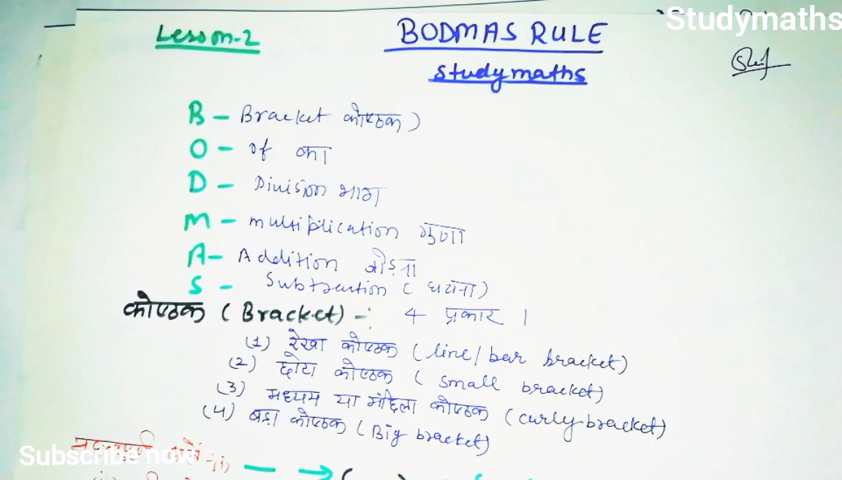 Studymaths
Lesson-2 BODMAS RULE
Studymaths
B - Bracket कोष्ठक)
O - of का
D - Division भाग
M - multiplication गुणा
A - Addition जोड़ना
S - Subtraction (घटाना)
कोष्ठक (Bracket) -: 4 प्रकार ।
(1) रेखा कोष्ठक (line/bar bracket)
(2) छोटा कोष्ठक (small bracket)
(3) मध्यम या मंझिला कोष्ठक (curly bracket)
(4) बड़ा कोष्ठक (Big bracket)
Subscribe now